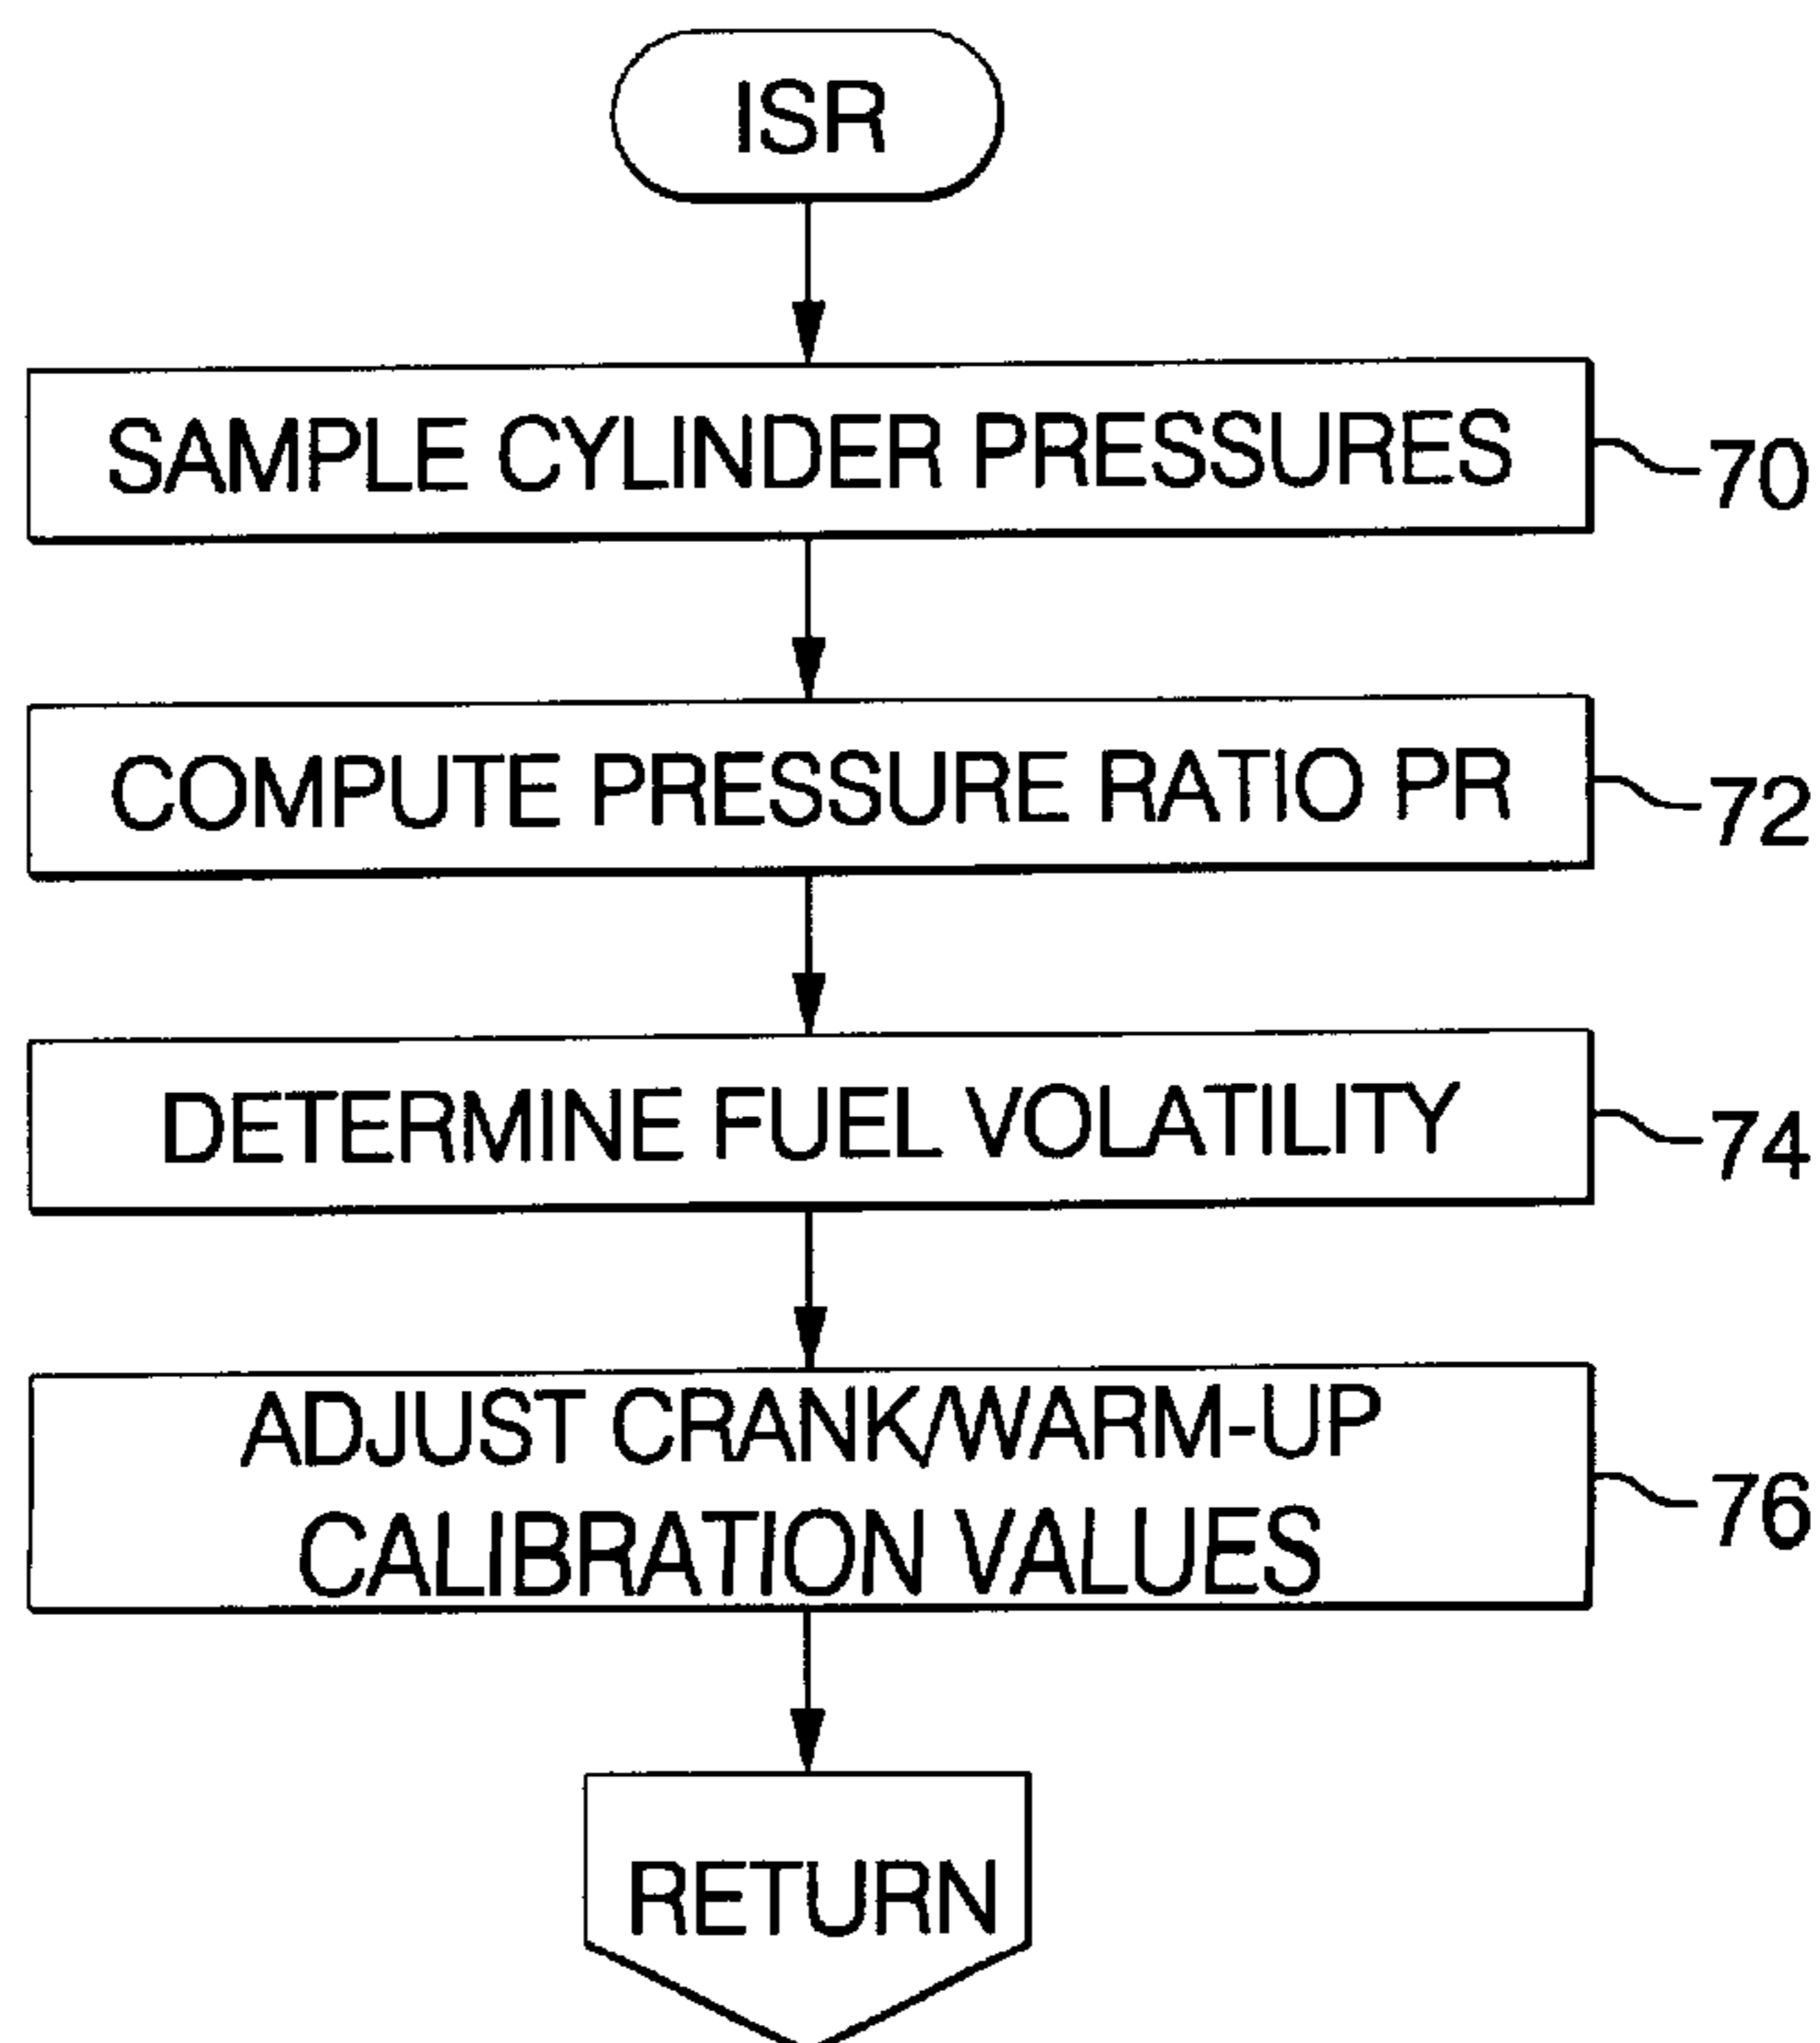 ISR
SAMPLE CYLINDER PRESSURES
70
COMPUTE PRESSURE RATIO PR
72
DETERMINE FUEL VOLATILITY
74
ADJUST CRANK/WARM-UP
CALIBRATION VALUES
76
RETURN